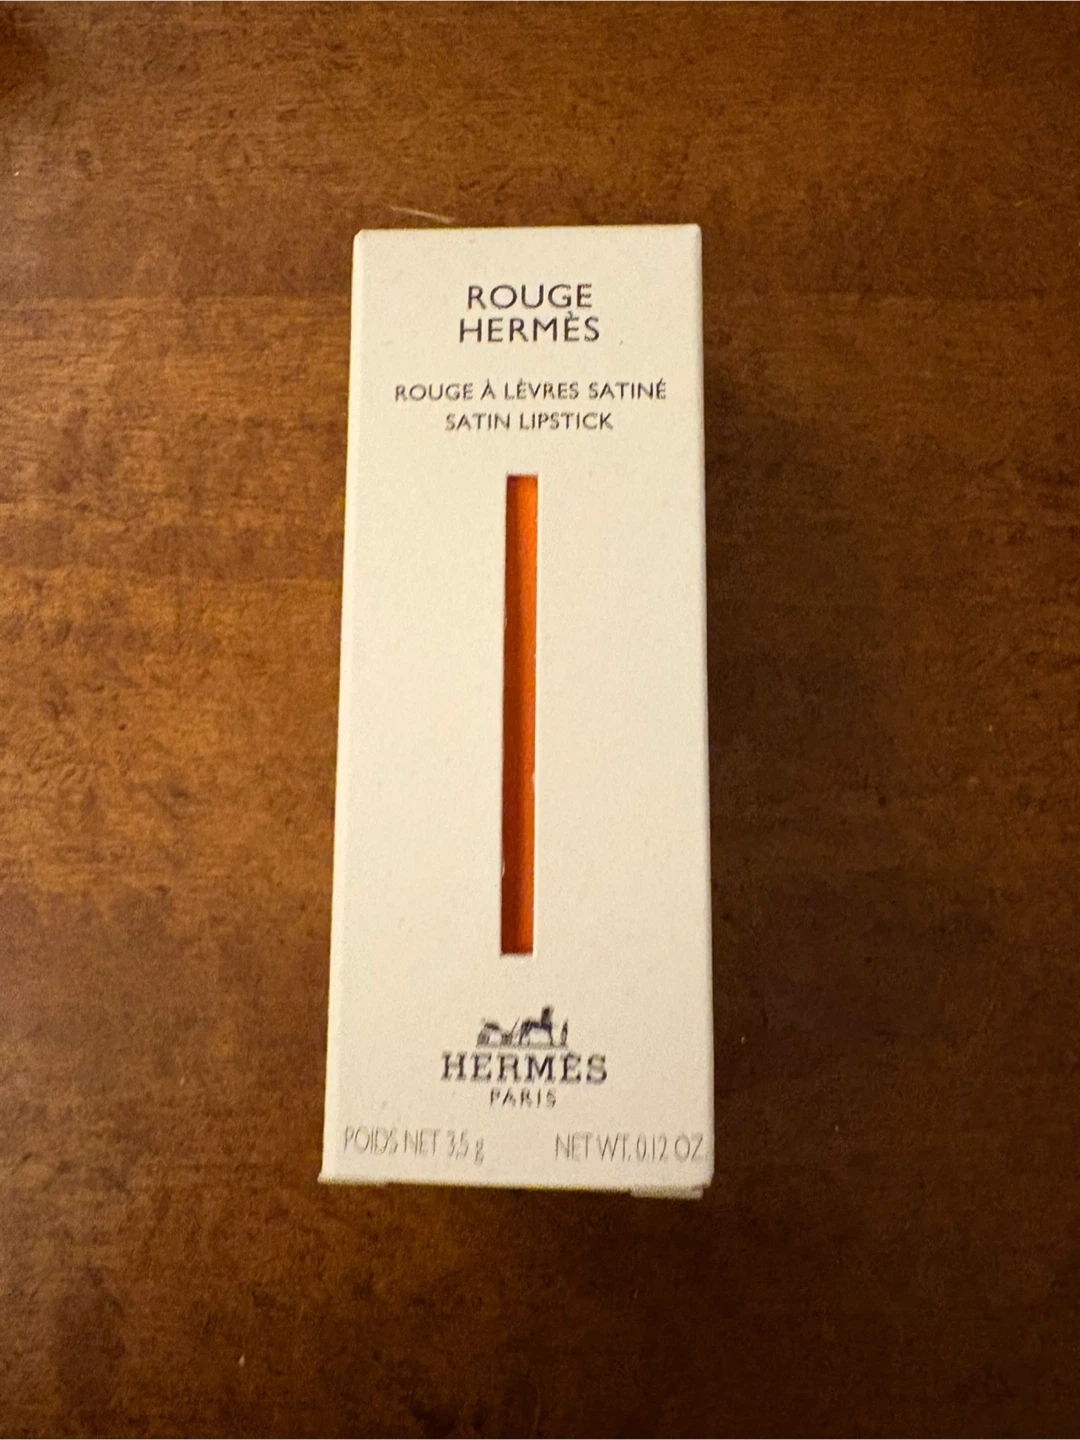 ROUGE
HERMÈS
ROUGE À LÈVRES SATINÉ
SATIN LIPSTICK
HERMÈS
PARIS
POIDS NET 3,5 g NET WT. 0.12 OZ.